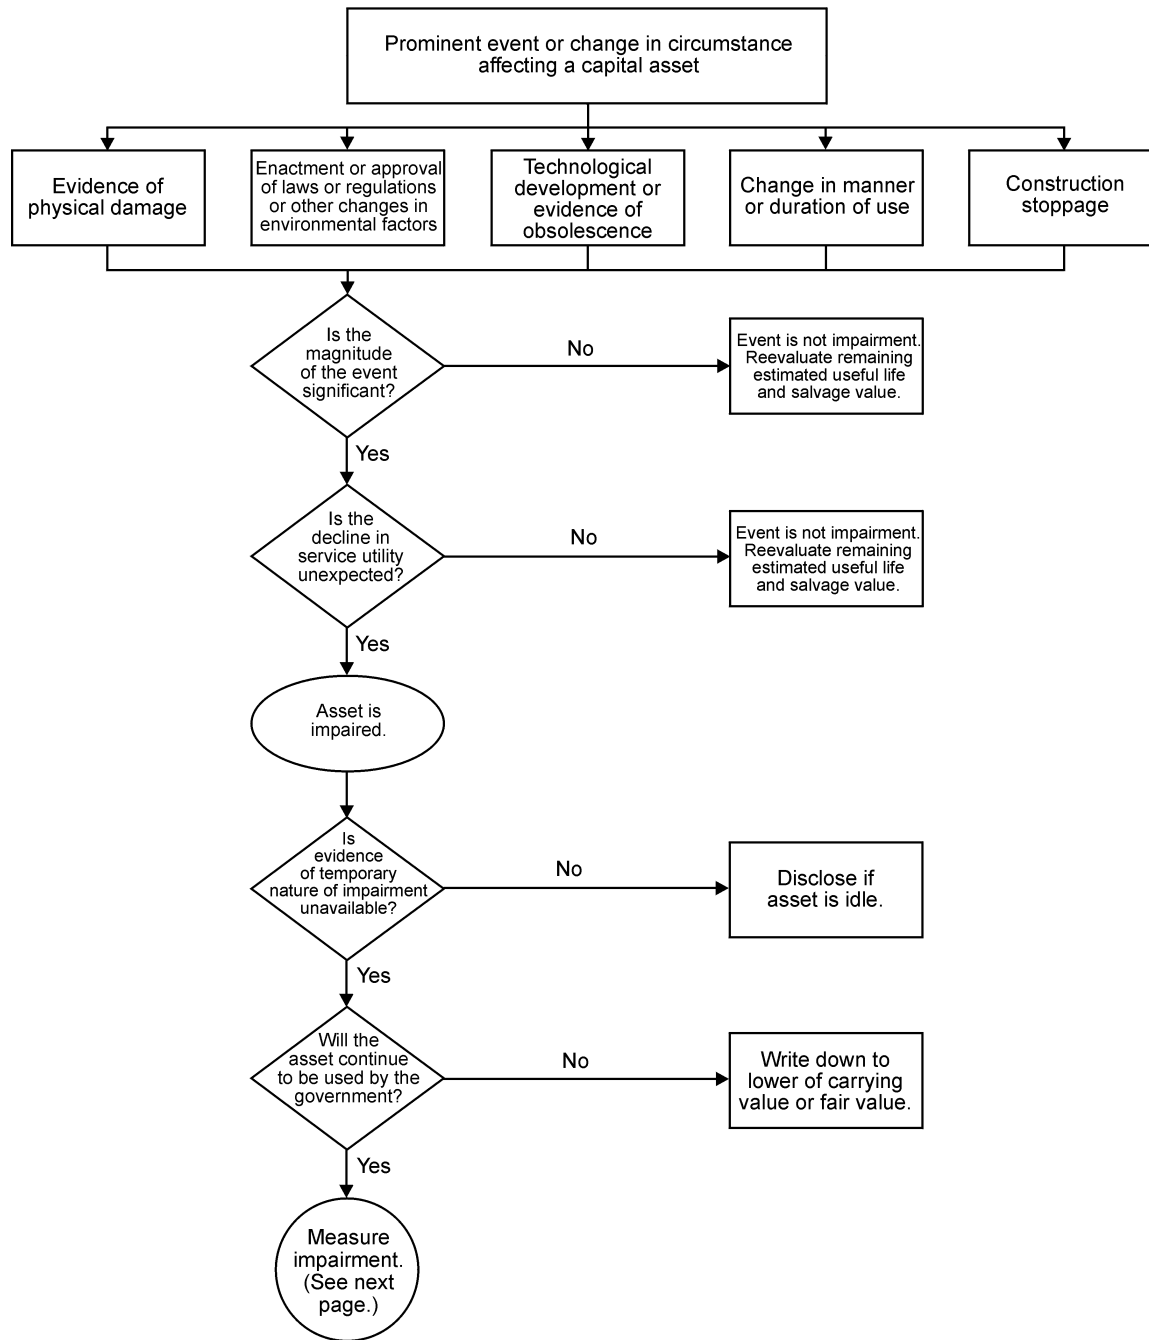 Prominent event or change in circumstance
affecting a capital asset
Evidence of
physical damage
Enactment or approval
of laws or regulations
or other changes in
environmental factors
Technological
development or
evidence of
obsolescence
Change in manner
or duration of use
Construction
stoppage
Is the
magnitude
of the event
significant?
No
Event is not impairment.
Reevaluate remaining
estimated useful life
and salvage value.
Yes
Is the
decline in
service utility
unexpected?
No
Event is not impairment.
Reevaluate remaining
estimated useful life
and salvage value.
Yes
Asset is
impaired.
Is
evidence
of temporary
nature of impairment
unavailable?
No
Disclose if
asset is idle.
Yes
Will the
asset continue
to be used by the
government?
No
Write down to
lower of carrying
value or fair value.
Yes
Measure
impairment.
(See next
page.)